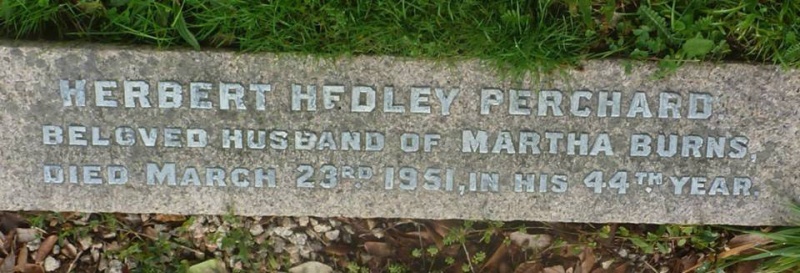 HERBERT HEDLEY PERCHARD
BELOVED HUSBAND OF MARTHA BURNS,
DIED MARCH 23RD 1951, IN HIS 44TH YEAR.